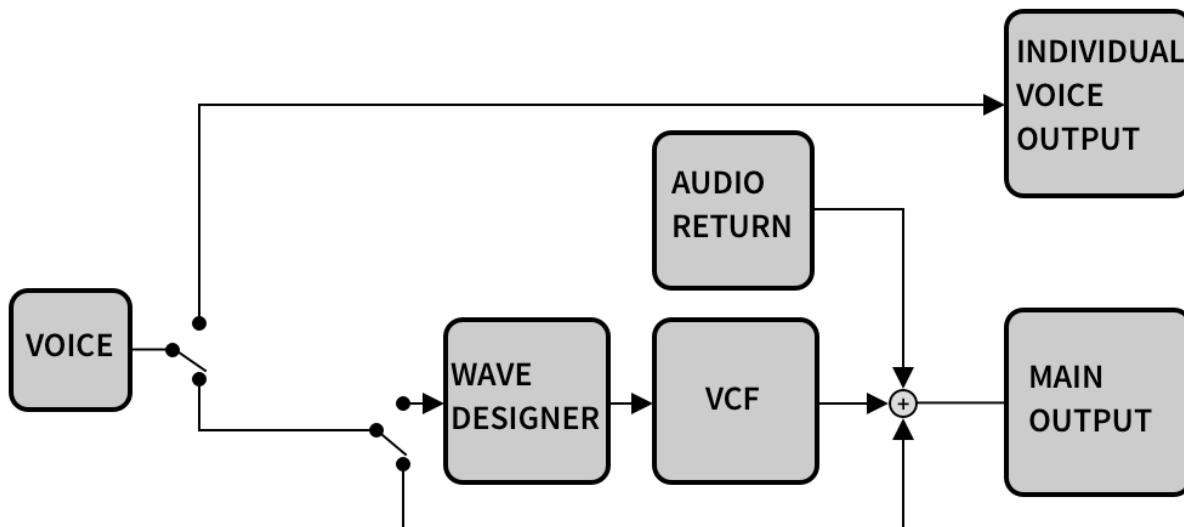 INDIVIDUAL
VOICE
OUTPUT
AUDIO
RETURN
VOICE
WAVE
DESIGNER
VCF
+
MAIN
OUTPUT